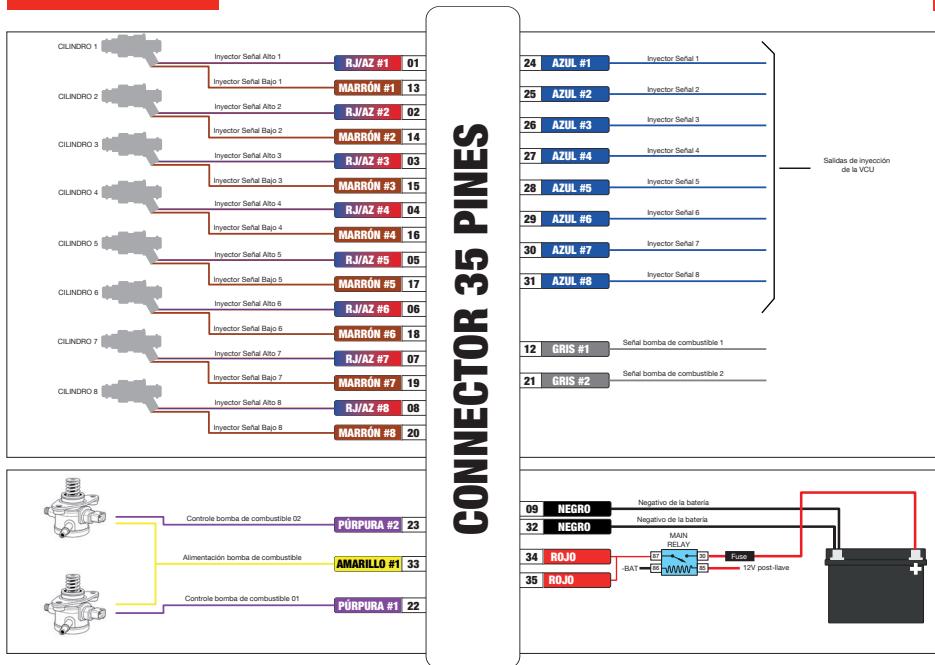 CILINDRO 1
Inyector Señal Alto 1
RJ/AZ #1 01
Inyector Señal Bajo 1
MARRÓN #1 13
CILINDRO 2
Inyector Señal Alto 2
RJ/AZ #2 02
Inyector Señal Bajo 2
MARRÓN #2 14
CILINDRO 3
Inyector Señal Alto 3
RJ/AZ #3 03
Inyector Señal Bajo 3
MARRÓN #3 15
CILINDRO 4
Inyector Señal Alto 4
RJ/AZ #4 04
Inyector Señal Bajo 4
MARRÓN #4 16
CILINDRO 5
Inyector Señal Alto 5
RJ/AZ #5 05
Inyector Señal Bajo 5
MARRÓN #5 17
CILINDRO 6
Inyector Señal Alto 6
RJ/AZ #6 06
Inyector Señal Bajo 6
MARRÓN #6 18
CILINDRO 7
Inyector Señal Alto 7
RJ/AZ #7 07
Inyector Señal Bajo 7
MARRÓN #7 19
CILINDRO 8
Inyector Señal Alto 8
RJ/AZ #8 08
Inyector Señal Bajo 8
MARRÓN #8 20
CONNECTOR 35 PINES
24 AZUL #1
Inyector Señal 1
25 AZUL #2
Inyector Señal 2
26 AZUL #3
Inyector Señal 3
27 AZUL #4
Inyector Señal 4
28 AZUL #5
Inyector Señal 5
29 AZUL #6
Inyector Señal 6
30 AZUL #7
Inyector Señal 7
31 AZUL #8
Inyector Señal 8
Salidas de inyección
de la VCU
12 GRIS #1
Señal bomba de combustible 1
21 GRIS #2
Señal bomba de combustible 2
Controle bomba de combustible 02
PÚRPURA #2 23
Alimentación bomba de combustible
AMARILLO #1 33
Controle bomba de combustible 01
PÚRPURA #1 22
09 NEGRO
Negativo de la batería
32 NEGRO
Negativo de la batería
MAIN
RELAY
34 ROJO
87 30 Fuse
-BAT 86 85 12V post-llave
35 ROJO
+